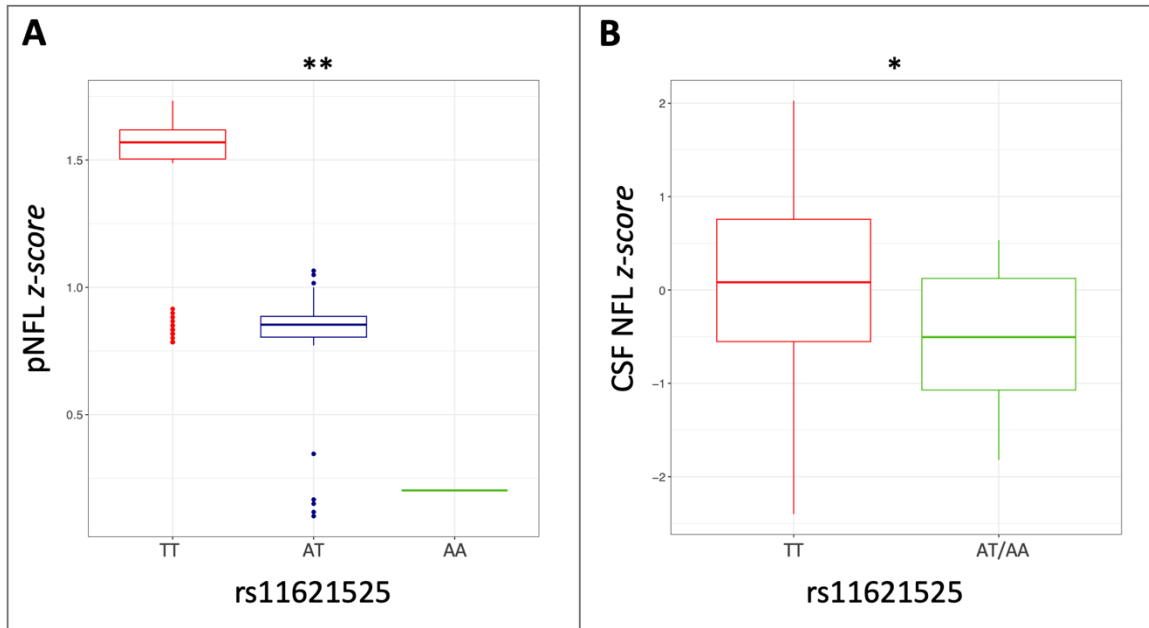 A
**
pNFL z-score
1.5
1.0
0.5
TT AT AA
rs11621525
B
*
CSF NFL z-score
2
1
0
−1
−2
TT AT/AA
rs11621525